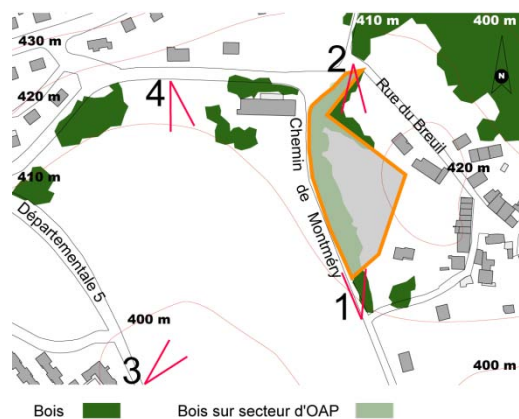 410 m
400 m
430 m
2
N
420 m
4
Rue du Breuil
Chemin de Montméry
420 m
410 m
Départementale 5
1
400 m
3
400 m
Bois
Bois sur secteur d'OAP